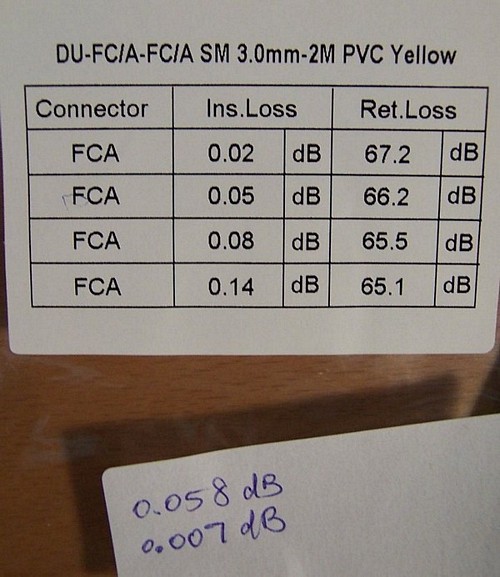 DU-FC/A-FC/A SM 3.0mm-2M PVC Yellow
Connector Ins.Loss Ret.Loss
FCA 0.02 dB 67.2 dB
FCA 0.05 dB 66.2 dB
FCA 0.08 dB 65.5 dB
FCA 0.14 dB 65.1 dB
0.058 dB
0.007 dB